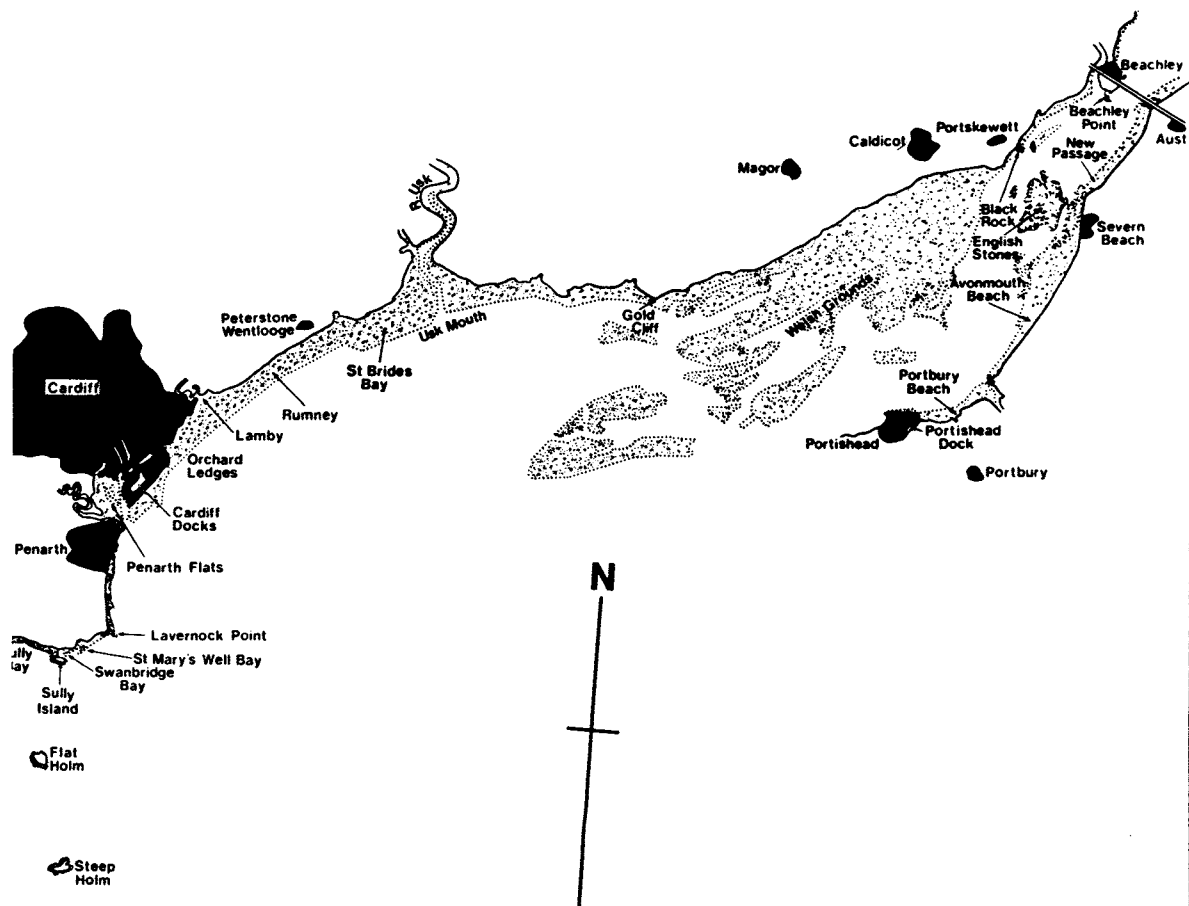 Beachley
Beachley
Point
Aust
Portskewett
Caldicot
New
Passage
Magor
R. Usk
Black
Rock
English
Stones
Severn
Beach
Avonmouth
Beach
Welsh Grounds
Gold
Cliff
Peterstone
Wentlooge
Usk Mouth
St Brides
Bay
Cardiff
Rumney
Portbury
Beach
Lamby
Portishead
Portishead
Dock
Orchard
Ledges
Portbury
Cardiff
Docks
Penarth
Penarth Flats
N
Lavernock Point
St Mary's Well Bay
Swanbridge
Bay
Sully
Island
Flat
Holm
Steep
Holm